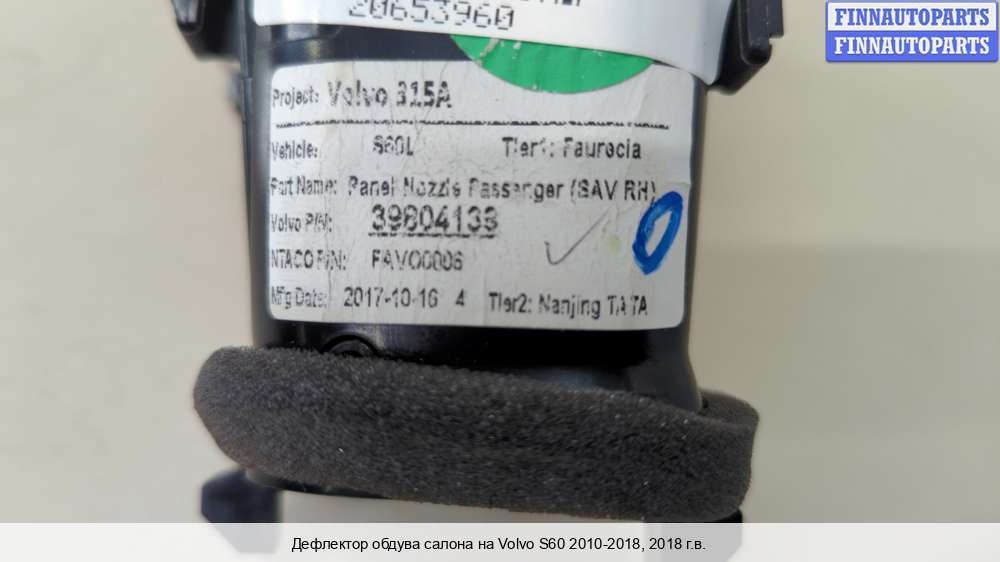 20653960
FINNAUTOPARTS
FINNAUTOPARTS
Project: Volvo 315A
Vehicle: S60L Tier1: Faurecia
Part Name: Panel Nozzle Passenger (SAV RH)
Volvo P/N: 39804133
NTACO P/N: FAVO0006
Mfg Date: 2017-10-16 4 Tier2: Nanjing TATA
Дефлектор обдува салона на Volvo S60 2010-2018, 2018 г.в.